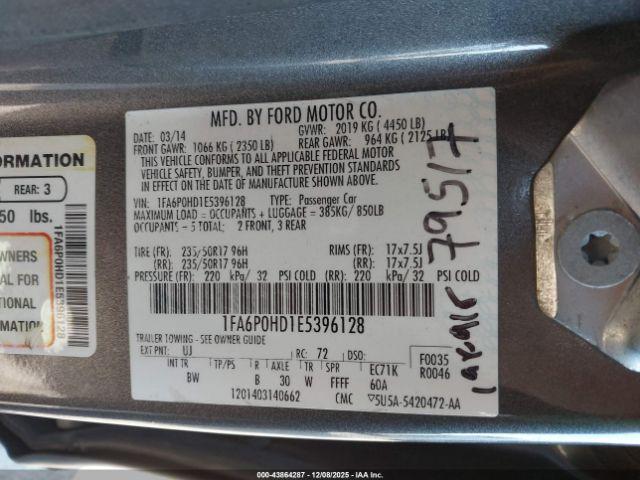 MFD. BY FORD MOTOR CO.
DATE: 03/14 GVWR: 2019 KG ( 4450 LB)
FRONT GAWR: 1066 KG ( 2350 LB) REAR GAWR: 964 KG ( 2125 LB)
THIS VEHICLE CONFORMS TO ALL APPLICABLE FEDERAL MOTOR
VEHICLE SAFETY, BUMPER, AND THEFT PREVENTION STANDARDS
IN EFFECT ON THE DATE OF MANUFACTURE SHOWN ABOVE.
VIN: 1FA6P0HD1E5396128 TYPE: Passenger Car
MAXIMUM LOAD = OCCUPANTS + LUGGAGE = 385KG/ 850LB
OCCUPANTS - 5 TOTAL: 2 FRONT, 3 REAR
TIRE (FR): 235/50R17 96H RIMS (FR): 17x7.5J
(RR): 235/50R17 96H (RR): 17x7.5J
PRESSURE (FR): 220 kPa/ 32 PSI COLD (RR): 220 kPa/ 32 PSI COLD
1FA6P0HD1E5396128
TRAILER TOWING - SEE OWNER GUIDE
EXT PNT: UJ RC: 72 DSO: F0035
R0046
INT TR TP/PS R AXLE TR SPR EC71K
BW B 30 W FFFF 60A
1201403140662 CMC 5U5A-5420472-AA
79517
FORMATION
REAR: 3
50 lbs.
OWNERS
IAL FOR
TIONAL
1FA6P0HD1E5396128
000-43864287 12/08/2025 - Copyright IAA, LLC.